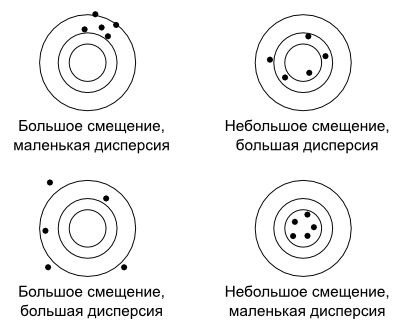 Большое смещение,
маленькая дисперсия
Небольшое смещение,
большая дисперсия
Большое смещение,
большая дисперсия
Небольшое смещение,
маленькая дисперсия